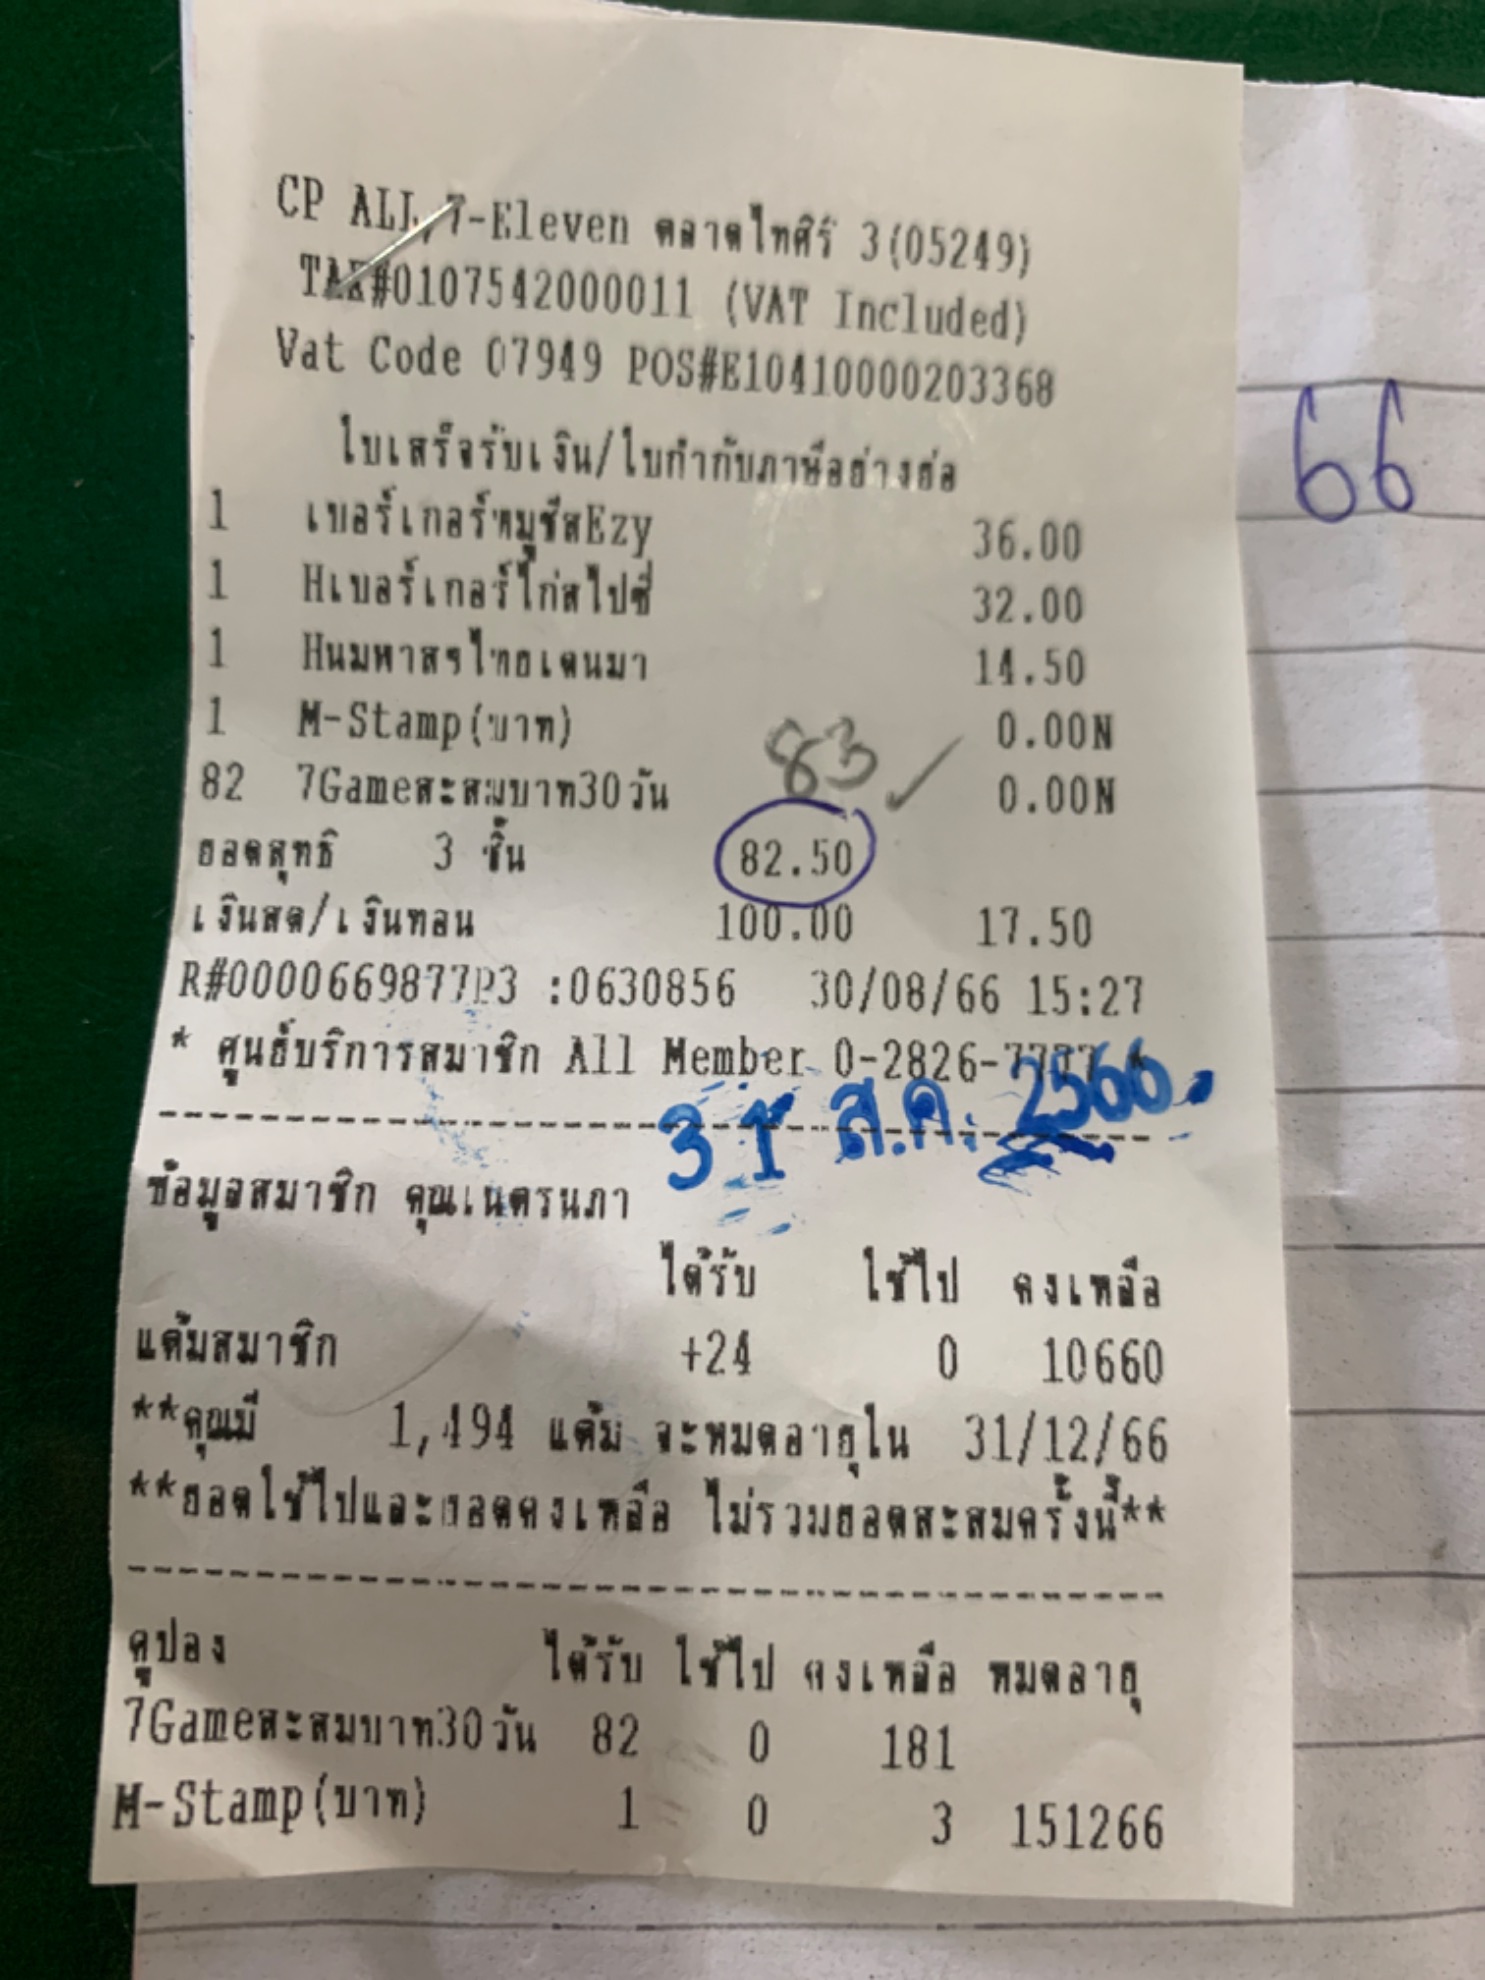 CP ALL,7-Eleven ตลาดไทศิริ 3(05249)
TAX#0107542000011 (VAT Included)
Vat Code 07949 POS#E10410000203368
66
ใบเสร็จรับเงิน/ใบกำกับภาษีอย่างย่อ
1 เบอร์เกอร์หมูชีสEzy 36.00
1 Hเบอร์เกอร์ไก่สไปซี่ 32.00
1 Hนมพาสฯไทยเดนมา 14.50
1 M-Stamp(บาท) 0.00N
83 ✓
82 7Gameสะสมบาท30วัน 0.00N
ยอดสุทธิ 3 ชิ้น 82.50
เงินสด/เงินทอน 100.00 17.50
R#0000669877P3 :0630856 30/08/66 15:27
* ศูนย์บริการสมาชิก All Member 0-2826-7777 *
31 ส.ค. 2566
ข้อมูลสมาชิก คุณเนตรนภา
ได้รับ ใช้ไป คงเหลือ
แต้มสมาชิก +24 0 10660
**คุณมี 1,494 แต้ม จะหมดอายุใน 31/12/66
**ยอดใช้ไปและยอดคงเหลือ ไม่รวมยอดสะสมครั้งนี้**
คูปอง ได้รับ ใช้ไป คงเหลือ หมดอายุ
7Gameสะสมบาท30วัน 82 0 181
M-Stamp(บาท) 1 0 3 151266